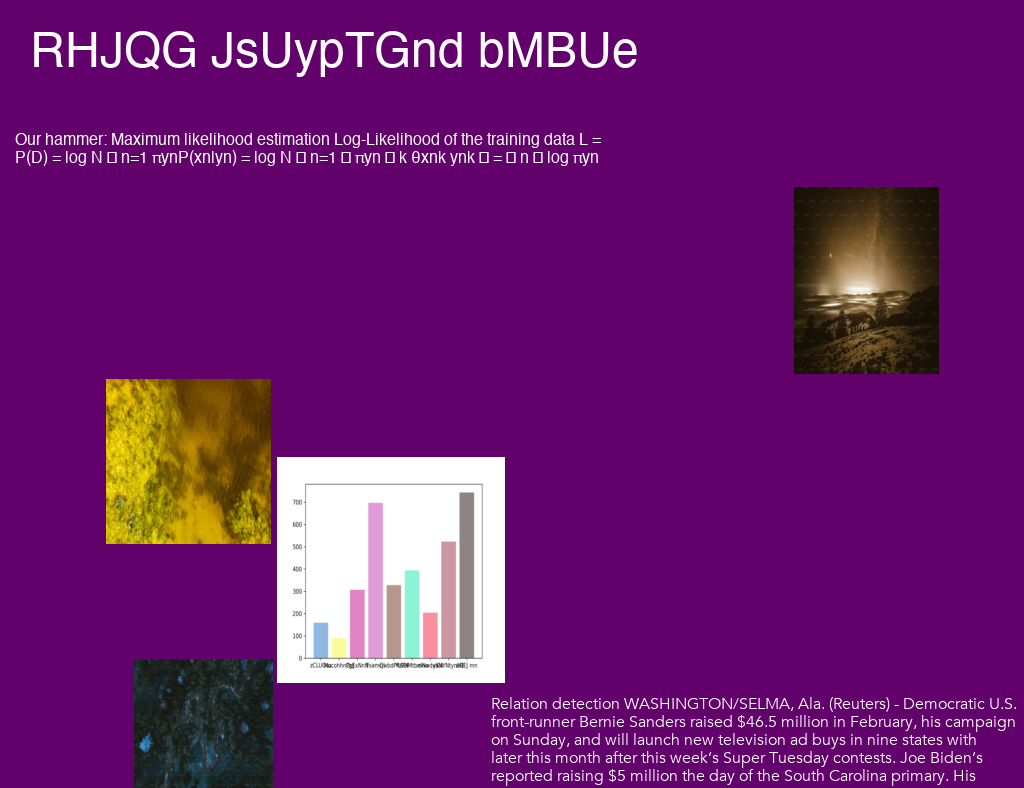 RHJQG JsUypTGnd bMBUe
Our hammer: Maximum likelihood estimation Log-Likelihood of the training data L =
P(D) = log N □ n=1 πynP(xnlyn) = log N □ n=1 □ πyn □ k θxnk ynk □ = □ n □ log πyn
700
600
500
400
300
200
100
0
Relation detection WASHINGTON/SELMA, Ala. (Reuters) - Democratic U.S.
front-runner Bernie Sanders raised $46.5 million in February, his campaign
on Sunday, and will launch new television ad buys in nine states with
later this month after this week’s Super Tuesday contests. Joe Biden’s
reported raising $5 million the day of the South Carolina primary. His